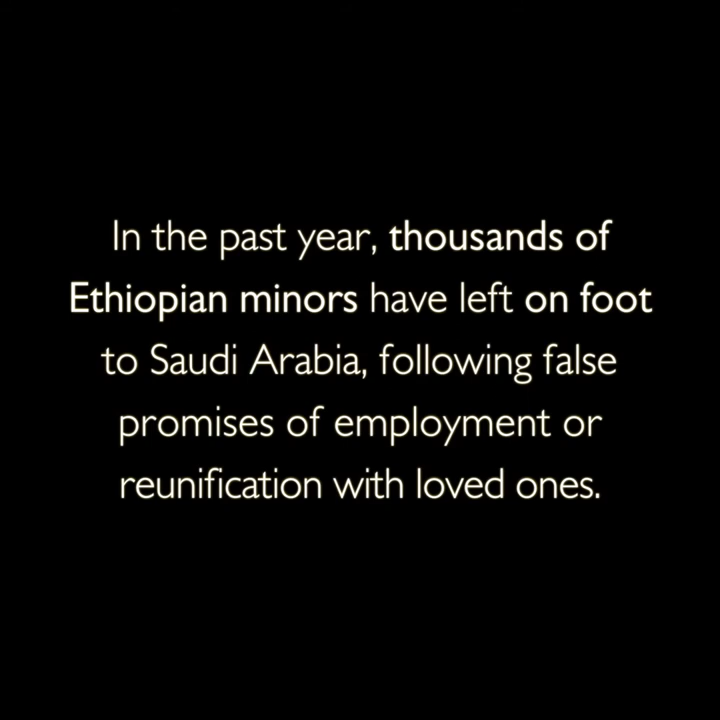 In the past year, thousands of
Ethiopian minors have left on foot
to Saudi Arabia, following false
promises of employment or
reunification with loved ones.